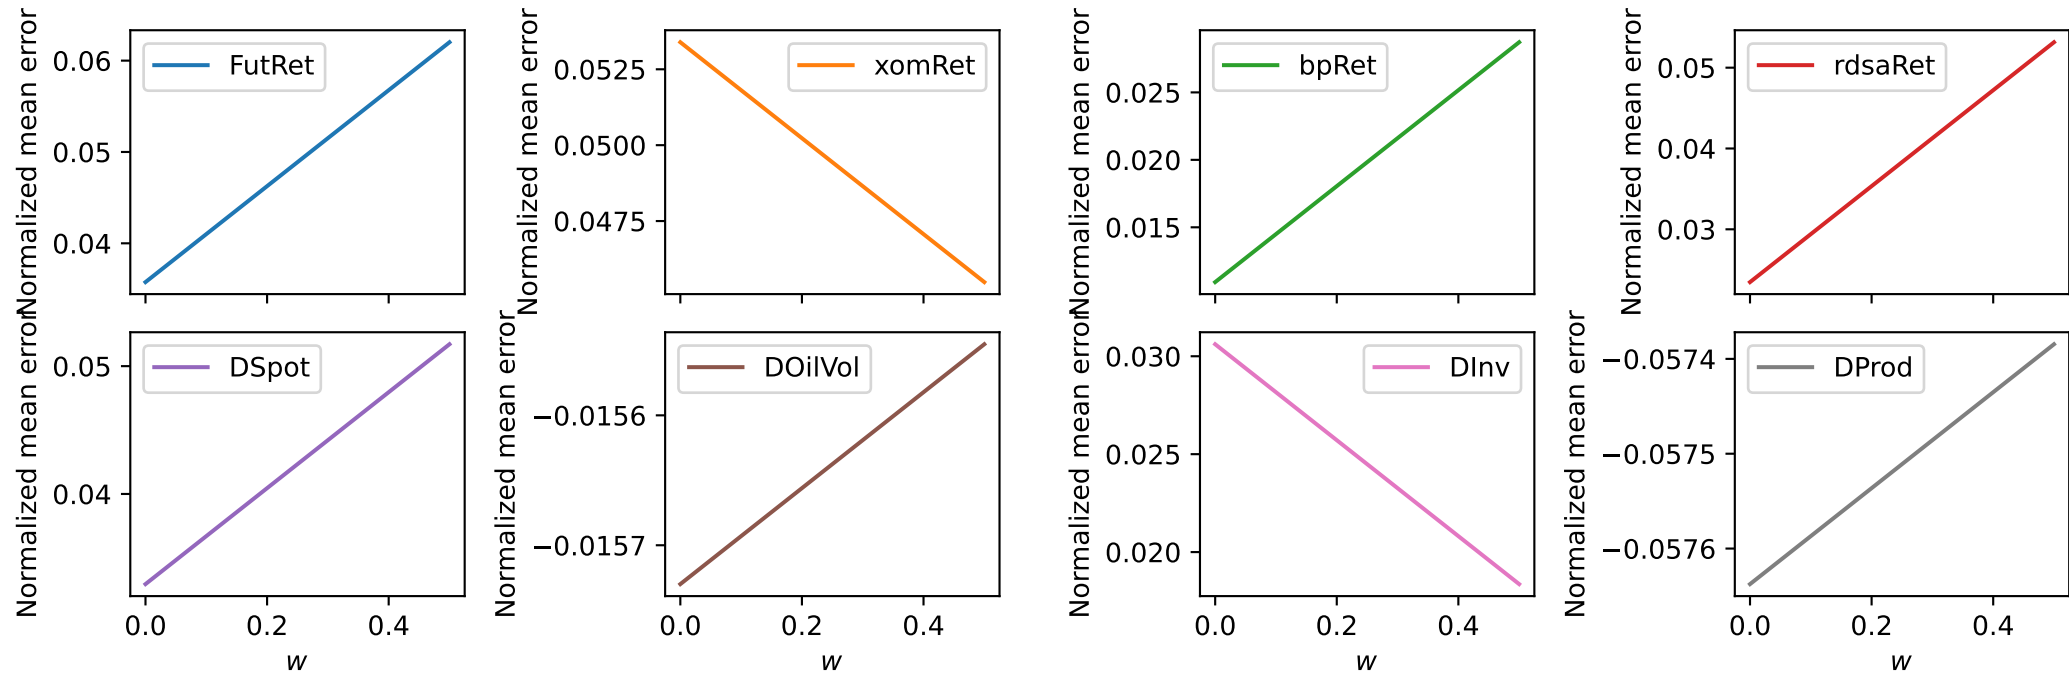 Normalized mean error
0.06
0.05
0.04
FutRet
Normalized mean error
0.0525
0.0500
0.0475
xomRet
Normalized mean error
0.025
0.020
0.015
bpRet
Normalized mean error
0.05
0.04
0.03
rdsaRet
Normalized mean error
0.05
0.04
DSpot
0.0 0.2 0.4
w
Normalized mean error
−0.0156
−0.0157
DOilVol
0.0 0.2 0.4
w
Normalized mean error
0.030
0.025
0.020
DInv
0.0 0.2 0.4
w
Normalized mean error
−0.0574
−0.0575
−0.0576
DProd
0.0 0.2 0.4
w